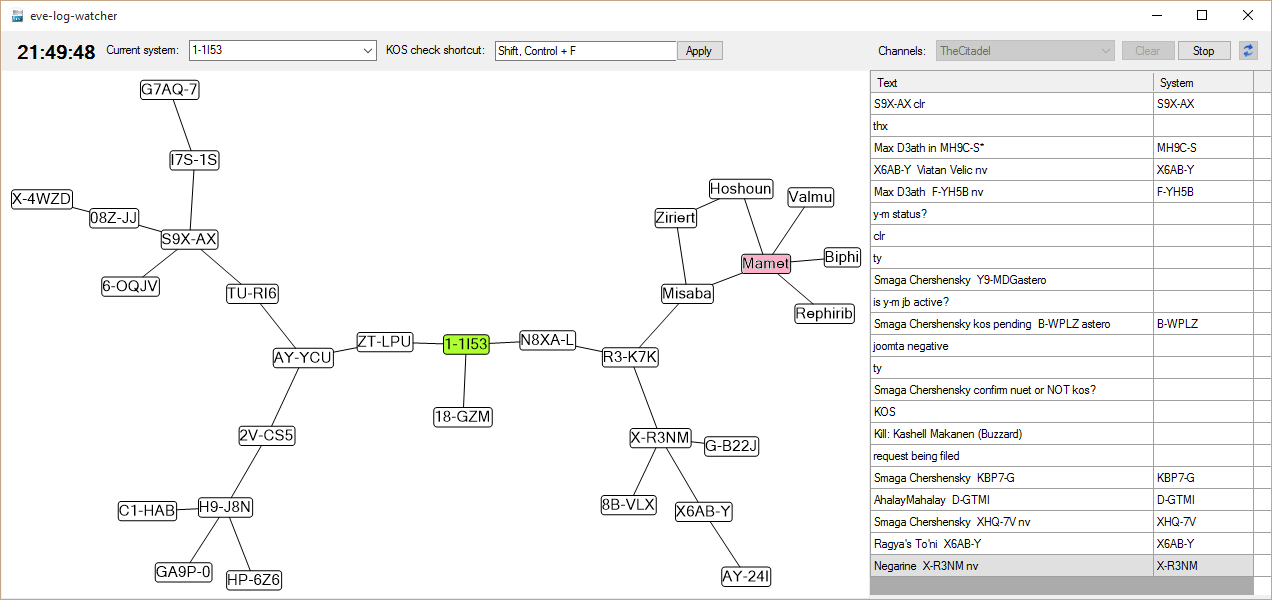 eve-log-watcher
21:49:48 Current system: 1-1I53 KOS check shortcut: Shift, Control + F Apply Channels: TheCitadel Clear Stop
G7AQ-7
I7S-1S
X-4WZD
08Z-JJ
S9X-AX
6-OQJV
TU-RI6
AY-YCU
ZT-LPU
1-1I53
N8XA-L
18-GZM
R3-K7K
Misaba
Ziriert
Hoshoun
Valmu
Mamet
Biphi
Rephirib
2V-CS5
C1-HAB
H9-J8N
GA9P-0
HP-6Z6
X-R3NM
G-B22J
8B-VLX
X6AB-Y
AY-24I
Text System
S9X-AX clr S9X-AX
thx
Max D3ath in MH9C-S* MH9C-S
X6AB-Y Viatan Velic nv X6AB-Y
Max D3ath F-YH5B nv F-YH5B
y-m status?
clr
ty
Smaga Chershensky Y9-MDGastero
is y-m jb active?
Smaga Chershensky kos pending B-WPLZ astero B-WPLZ
joomta negative
ty
Smaga Chershensky confirm nuet or NOT kos?
KOS
Kill: Kashell Makanen (Buzzard)
request being filed
Smaga Chershensky KBP7-G KBP7-G
AhalayMahalay D-GTMI D-GTMI
Smaga Chershensky XHQ-7V nv XHQ-7V
Ragya's To'ni X6AB-Y X6AB-Y
Negarine X-R3NM nv X-R3NM